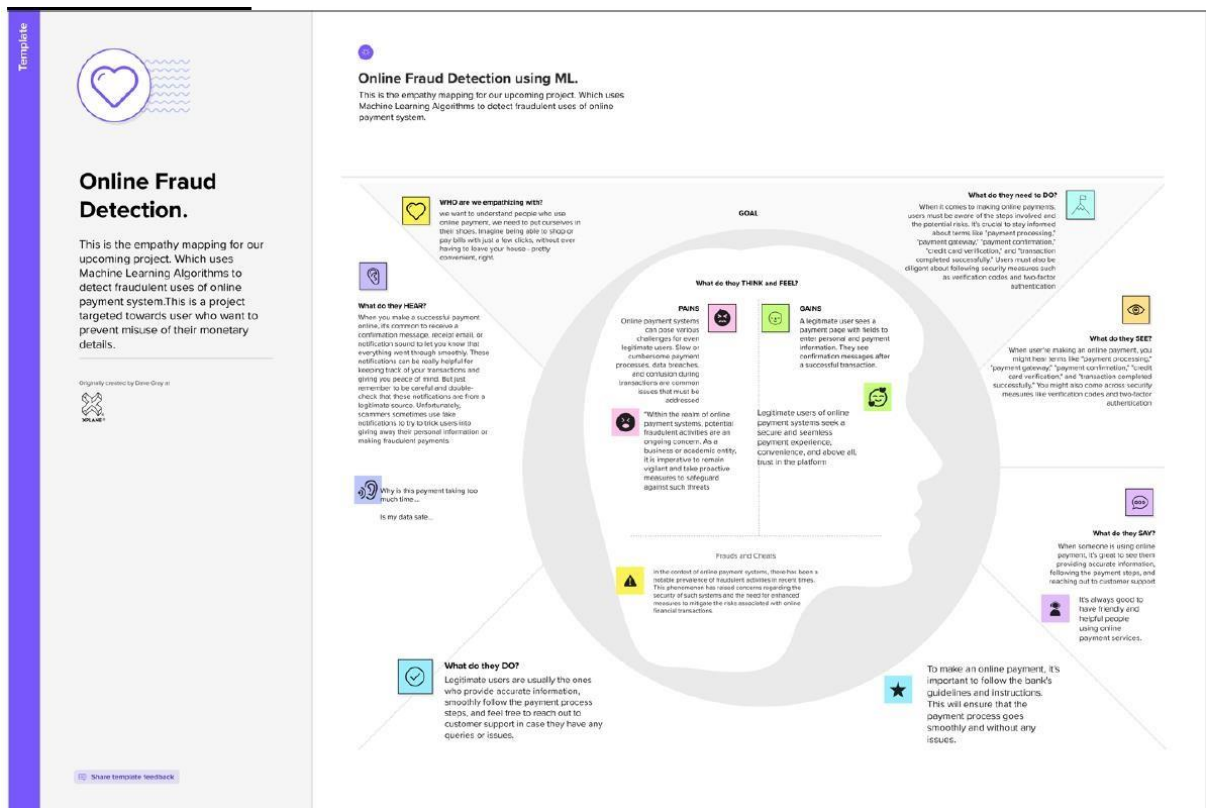 Template
Online Fraud
Detection.
This is the empathy mapping for our
upcoming project. Which uses
Machine Learning Algorithms to
detect fraudulent uses of online
payment system.This is a project
targeted towards user who want to
prevent misuse of their monetary
details.
Originally created by Dave Gray at
XPLANE
Share template feedback
Online Fraud Detection using ML.
This is the empathy mapping for our upcoming project. Which uses
Machine Learning Algorithms to detect fraudulent uses of online
payment system.
WHO are we empathizing with?
we want to understand people who use
online payment, we need to put ourselves in
their shoes. Imagine being able to shop or
pay bills with just a few clicks, without ever
having to leave your house - pretty
convenient, right
GOAL
What do they need to DO?
When it comes to making online payments,
users must be aware of the steps involved and
the potential risks. It's crucial to stay informed
about terms like "payment processing,"
"payment gateway," "payment confirmation,"
"credit card verification," and "transaction
completed successfully." Users must also be
diligent about following security measures such
as verification codes and two-factor
authentication
What do they HEAR?
When you make a successful payment
online, it's common to receive a
confirmation message, receipt email, or
notification sound to let you know that
everything went through smoothly. These
notifications can be really helpful for
keeping track of your transactions and
giving you peace of mind. But just
remember to be careful and double-
check that these notifications are from a
legitimate source. Unfortunately,
scammers sometimes use fake
notifications to try to trick users into
giving away their personal information or
making fraudulent payments
Why is this payment taking too
much time...
Is my data safe...
What do they THINK and FEEL?
PAINS
Online payment systems
can pose various
challenges for even
legitimate users. Slow or
cumbersome payment
processes, data breaches,
and confusion during
transactions are common
issues that must be
addressed
"Within the realm of online
payment systems, potential
fraudulent activities are an
ongoing concern. As a
business or academic entity,
it is imperative to remain
vigilant and take proactive
measures to safeguard
against such threats
GAINS
A legitimate user sees a
payment page with fields to
enter personal and payment
information. They see
confirmation messages after
a successful transaction.
Legitimate users of online
payment systems seek a
secure and seamless
payment experience,
convenience, and above all,
trust in the platform
What do they SEE?
When user're making an online payment, you
might hear terms like "payment processing,"
"payment gateway," "payment confirmation," "credit
card verification," and "transaction completed
successfully." You might also come across security
measures like verification codes and two-factor
authentication
Frauds and Cheats
In the context of online payment systems, there has been a
notable prevalence of fraudulent activities in recent times.
This phenomenon has raised concerns regarding the
security of such systems and the need for enhanced
measures to mitigate the risks associated with online
financial transactions.
What do they SAY?
When someone is using online
payment, it's great to see them
providing accurate information,
following the payment steps, and
reaching out to customer support
It's always good to
have friendly and
helpful people
using online
payment services.
What do they DO?
Legitimate users are usually the ones
who provide accurate information,
smoothly follow the payment process
steps, and feel free to reach out to
customer support in case they have any
queries or issues.
To make an online payment, it's
important to follow the bank's
guidelines and instructions.
This will ensure that the
payment process goes
smoothly and without any
issues.